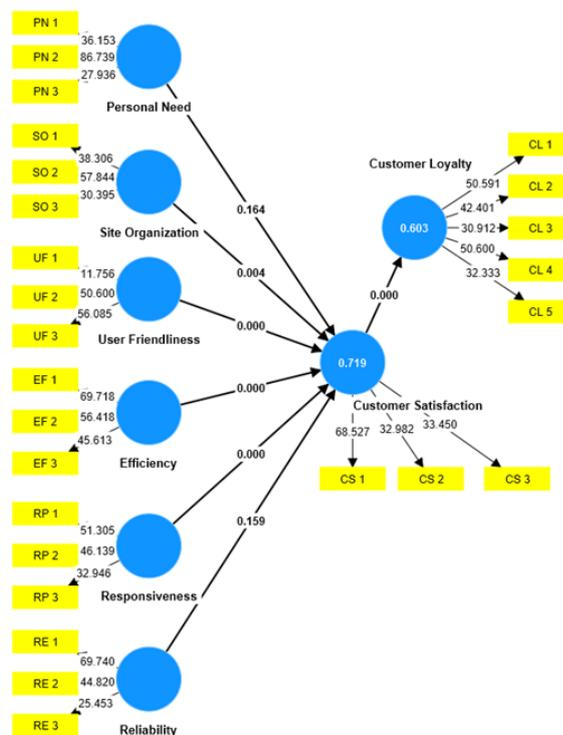 PN 1
36.153
PN 2
86.739
27.936
PN 3
Personal Need
SO 1
38.306
SO 2
57.844
30.395
SO 3
Site Organization
UF 1
11.756
UF 2
50.600
56.085
UF 3
User Friendliness
EF 1
69.718
EF 2
56.418
45.613
EF 3
Efficiency
RP 1
51.305
RP 2
46.139
32.946
RP 3
Responsiveness
RE 1
69.740
RE 2
44.820
25.453
RE 3
Reliability
0.164
0.004
0.000
0.000
0.000
0.159
0.719
Customer Satisfaction
68.527
32.982
33.450
CS 1
CS 2
CS 3
0.000
Customer Loyalty
0.603
50.591
42.401
30.912
50.600
32.333
CL 1
CL 2
CL 3
CL 4
CL 5